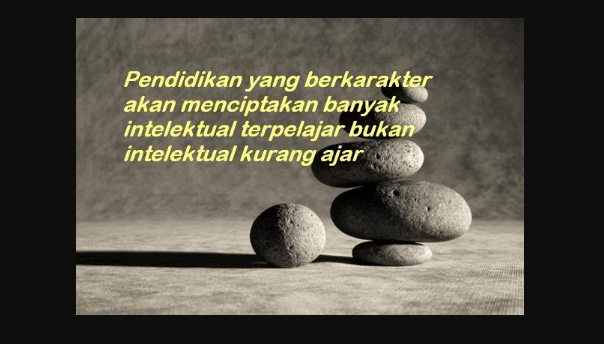 Pendidikan yang berkarakter
akan menciptakan banyak
intelektual terpelajar bukan
intelektual kurang ajar